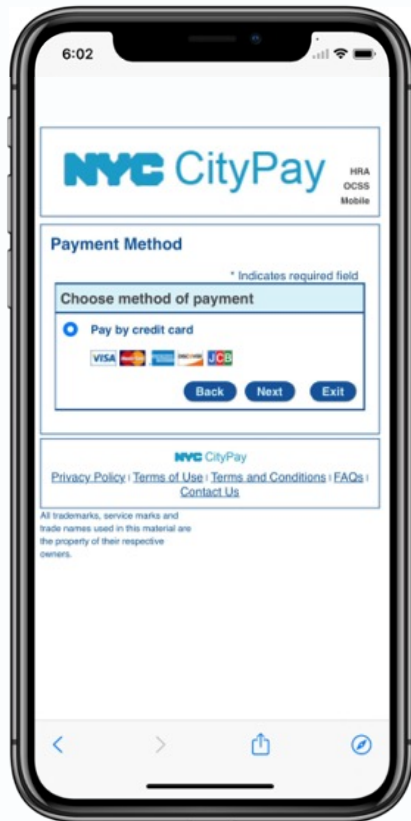 6:02
NYC CityPay
HRA
OCSS
Mobile
Payment Method
* Indicates required field
Choose method of payment
Pay by credit card
VISA MasterCard DISCOVER JCB
Back Next Exit
NYC CityPay
Privacy Policy | Terms of Use | Terms and Conditions | FAQs |
Contact Us
All trademarks, service marks and
trade names used in this material are
the property of their respective
owners.